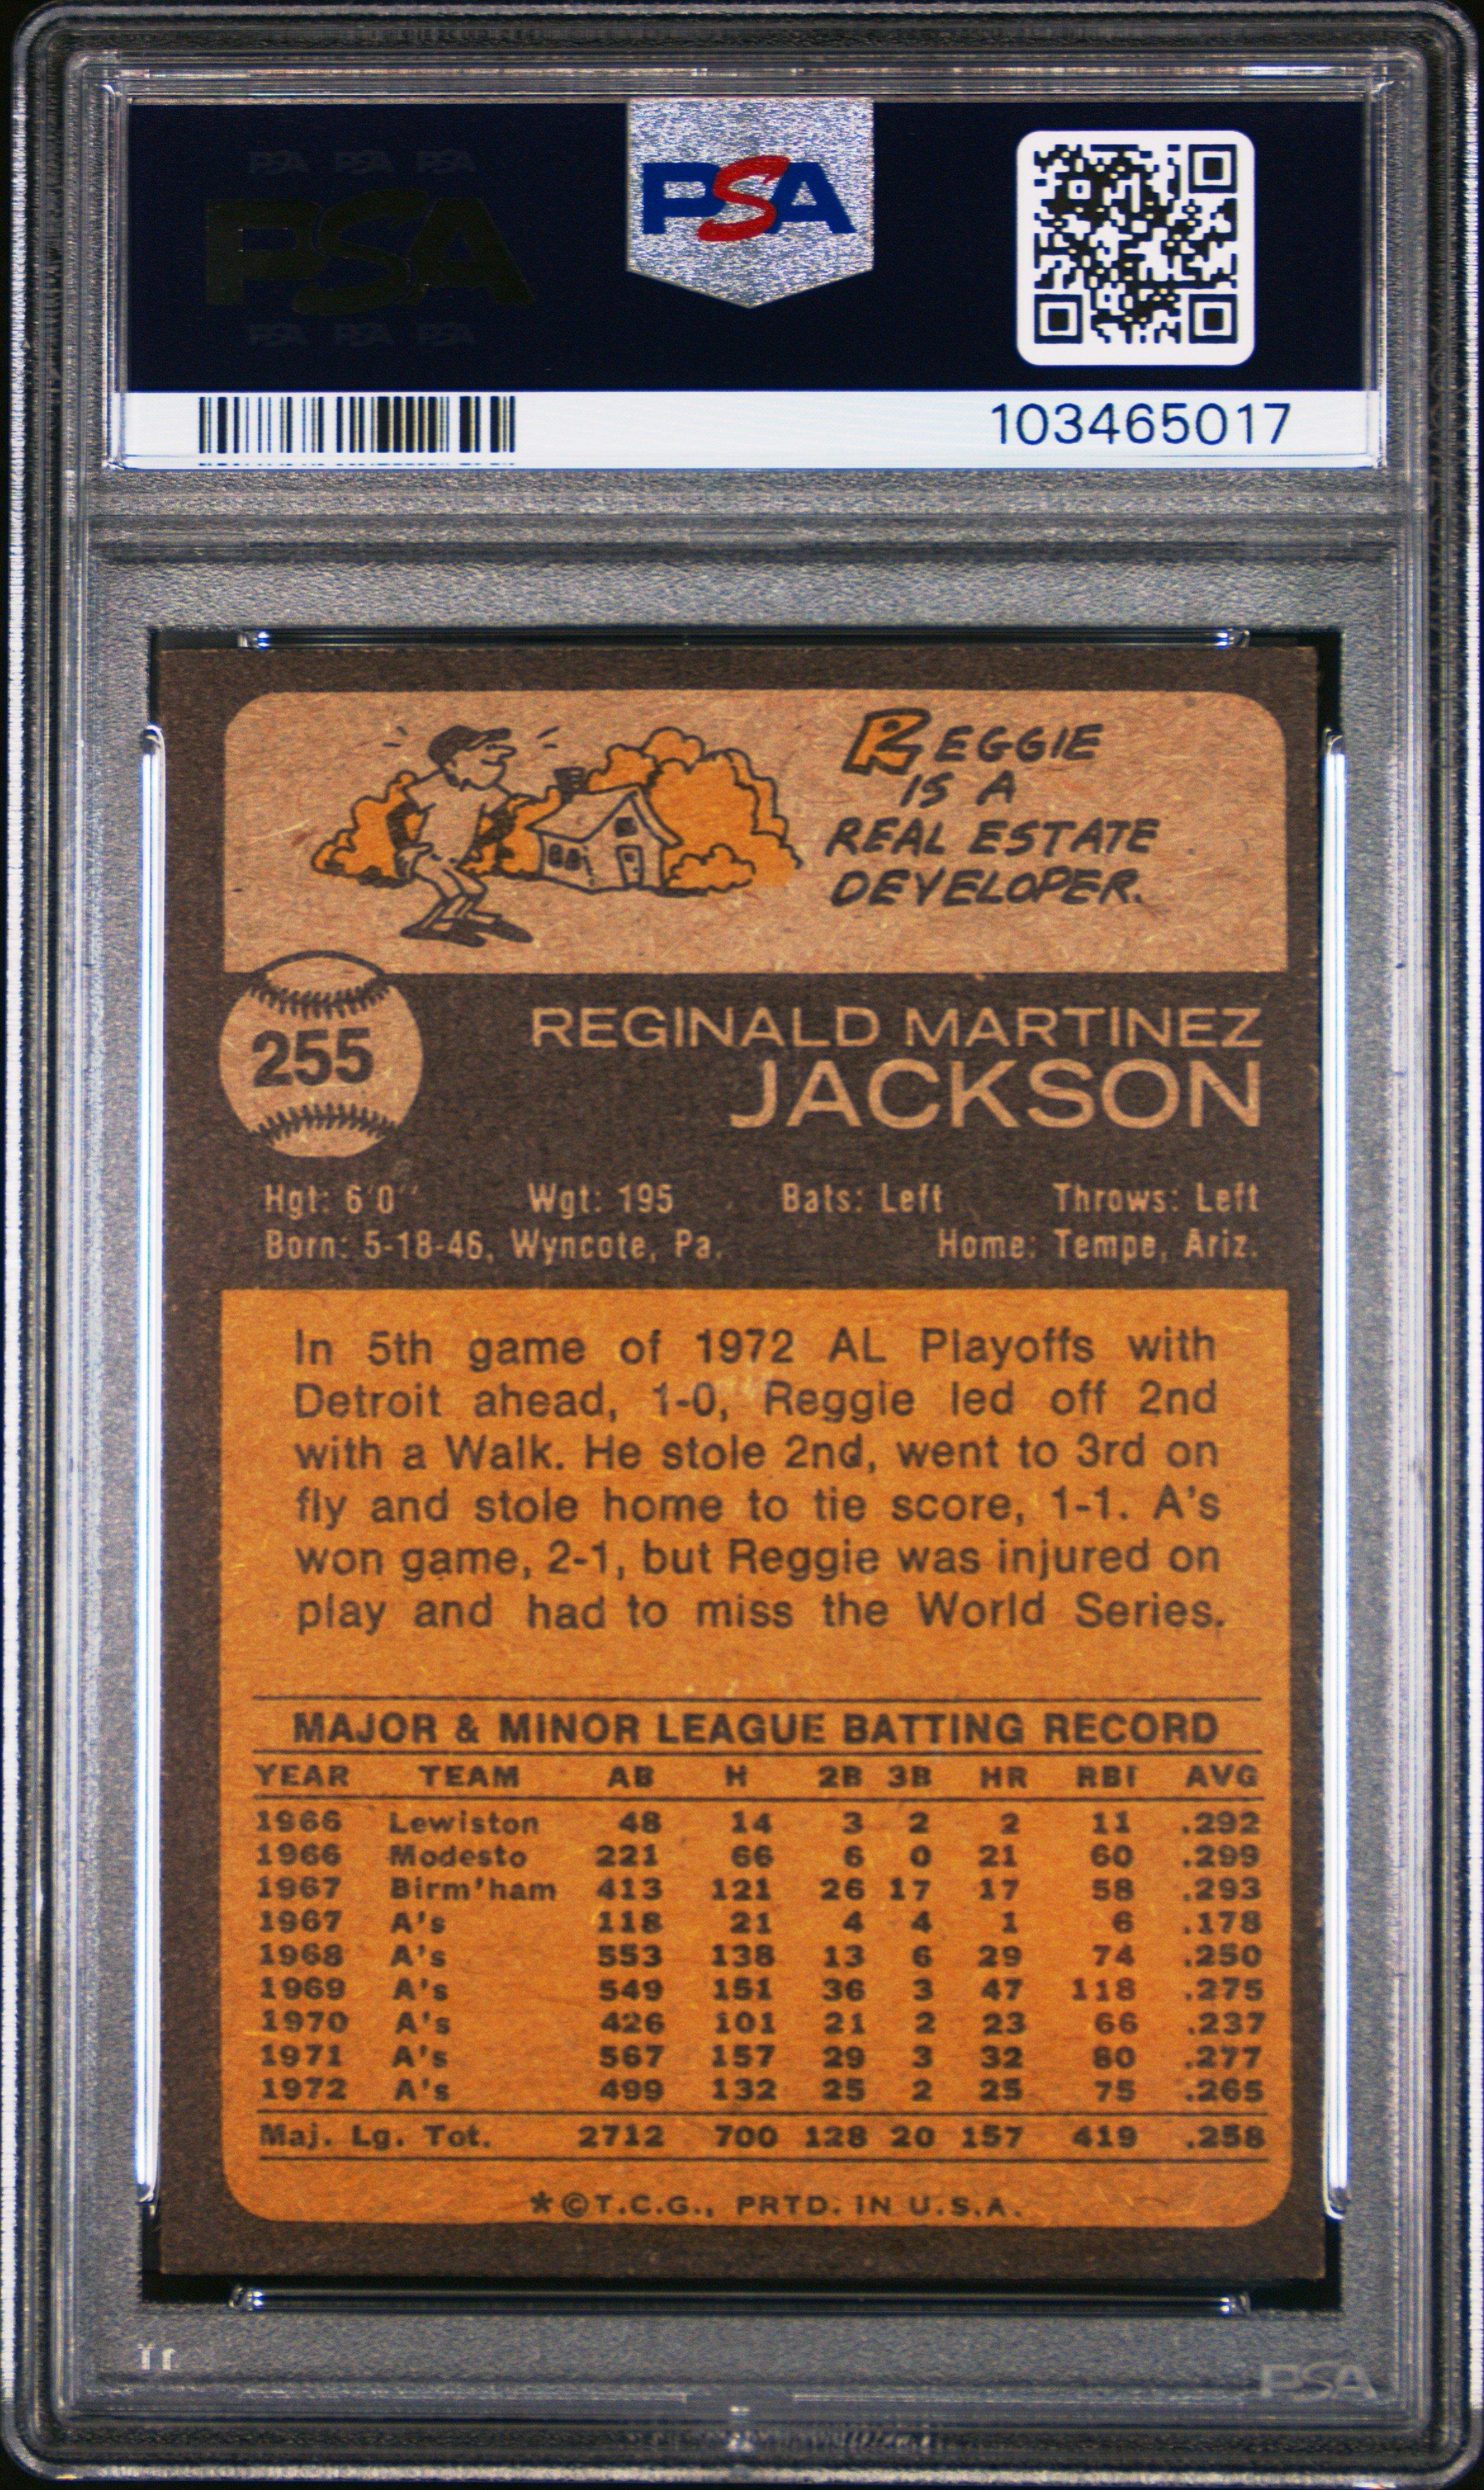 PSA PSA PSA
PSA
PSA PSA PSA
PSA
103465017
REGGIE
IS A
REAL ESTATE
DEVELOPER.
255
REGINALD MARTINEZ
JACKSON
Hgt: 6'0" Wgt: 195 Bats: Left Throws: Left
Born: 5-18-46, Wyncote, Pa. Home: Tempe, Ariz.
In 5th game of 1972 AL Playoffs with
Detroit ahead, 1-0, Reggie led off 2nd
with a Walk. He stole 2nd, went to 3rd on
fly and stole home to tie score, 1-1. A's
won game, 2-1, but Reggie was injured on
play and had to miss the World Series.
MAJOR & MINOR LEAGUE BATTING RECORD
YEAR TEAM AB H 2B 3B HR RBI AVG
1966 Lewiston 48 14 3 2 2 11 .292
1966 Modesto 221 66 6 0 21 60 .299
1967 Birm'ham 413 121 26 17 17 58 .293
1967 A's 118 21 4 4 1 6 .178
1968 A's 553 138 13 6 29 74 .250
1969 A's 549 151 36 3 47 118 .275
1970 A's 426 101 21 2 23 66 .237
1971 A's 567 157 29 3 32 80 .277
1972 A's 499 132 25 2 25 75 .265
Maj. Lg. Tot. 2712 700 128 20 157 419 .258
*©T.C.G., PRTD. IN U.S.A.
PSA